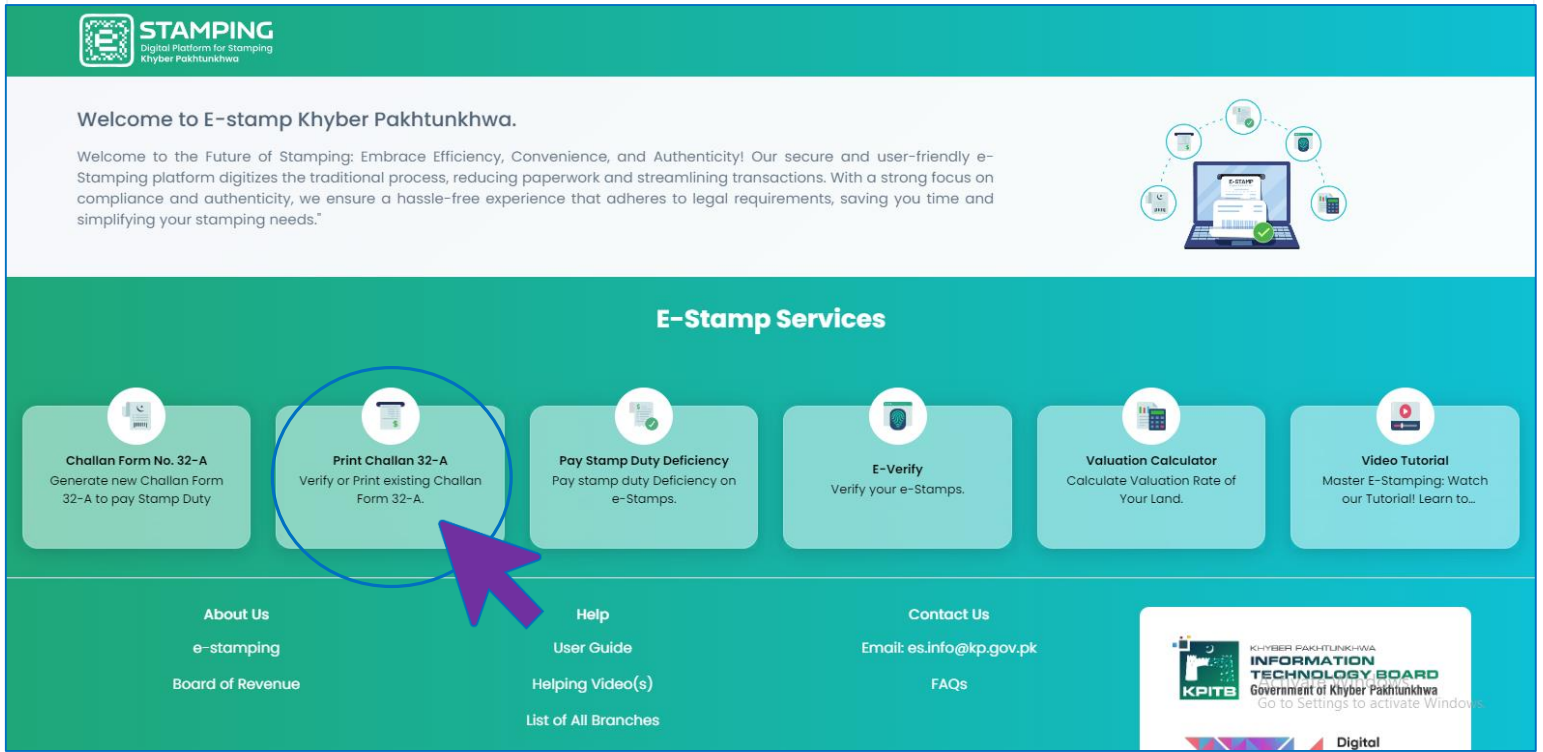 STAMPING
Digital Platform for Stamping
Khyber Pakhtunkhwa
Welcome to E-stamp Khyber Pakhtunkhwa.
Welcome to the Future of Stamping: Embrace Efficiency, Convenience, and Authenticity! Our secure and user-friendly e-
Stamping platform digitizes the traditional process, reducing paperwork and streamlining transactions. With a strong focus on
compliance and authenticity, we ensure a hassle-free experience that adheres to legal requirements, saving you time and
simplifying your stamping needs."
E-STAMP
E-Stamp Services
Challan Form No. 32-A
Generate new Challan Form
32-A to pay Stamp Duty
Print Challan 32-A
Verify or Print existing Challan
Form 32-A.
Pay Stamp Duty Deficiency
Pay stamp duty Deficiency on
e-Stamps.
E-Verify
Verify your e-Stamps.
Valuation Calculator
Calculate Valuation Rate of
Your Land.
Video Tutorial
Master E-Stamping: Watch
our Tutorial! Learn to...
About Us
e-stamping
Board of Revenue
Help
User Guide
Helping Video(s)
List of All Branches
Contact Us
Email: es.info@kp.gov.pk
FAQs
KPITB
KHYBER PAKHTUNKHWA
INFORMATION
TECHNOLOGY BOARD
Government of Khyber Pakhtunkhwa
Activate Windows
Go to Settings to activate Windows.
Digital